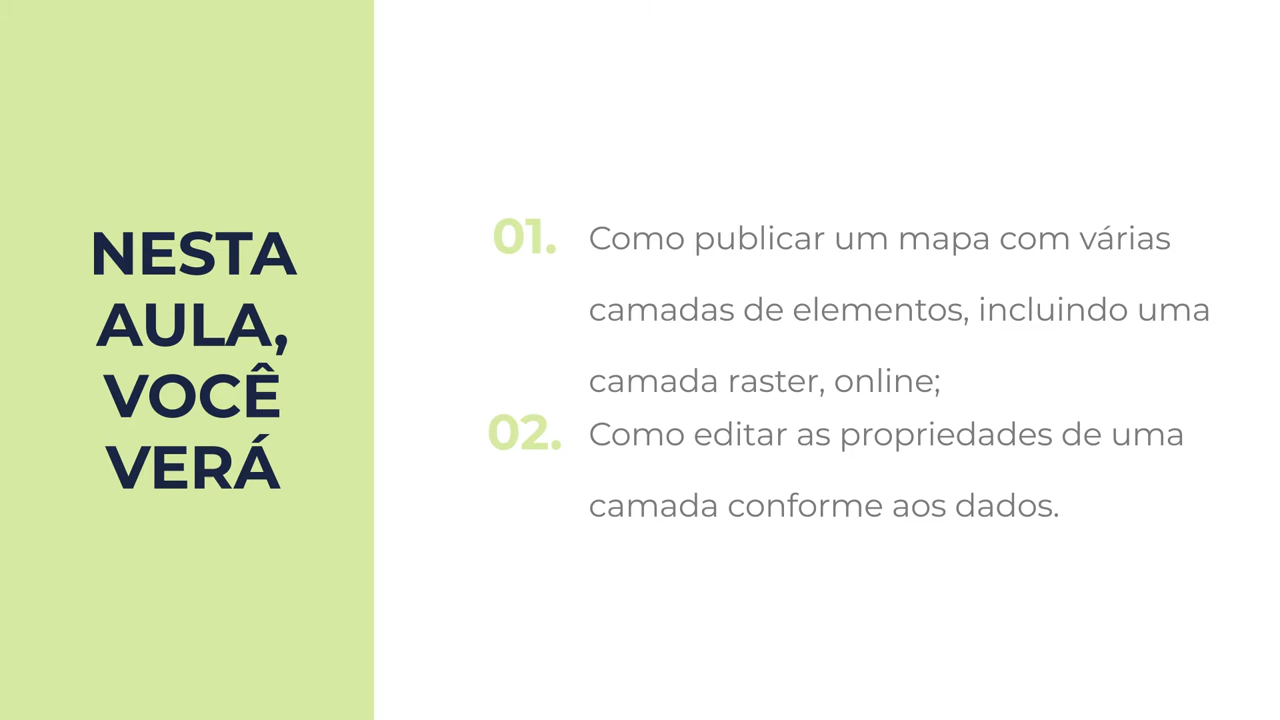 NESTA
AULA,
VOCÊ
VERÁ
01. Como publicar um mapa com várias
camadas de elementos, incluindo uma
camada raster, online;
02. Como editar as propriedades de uma
camada conforme aos dados.